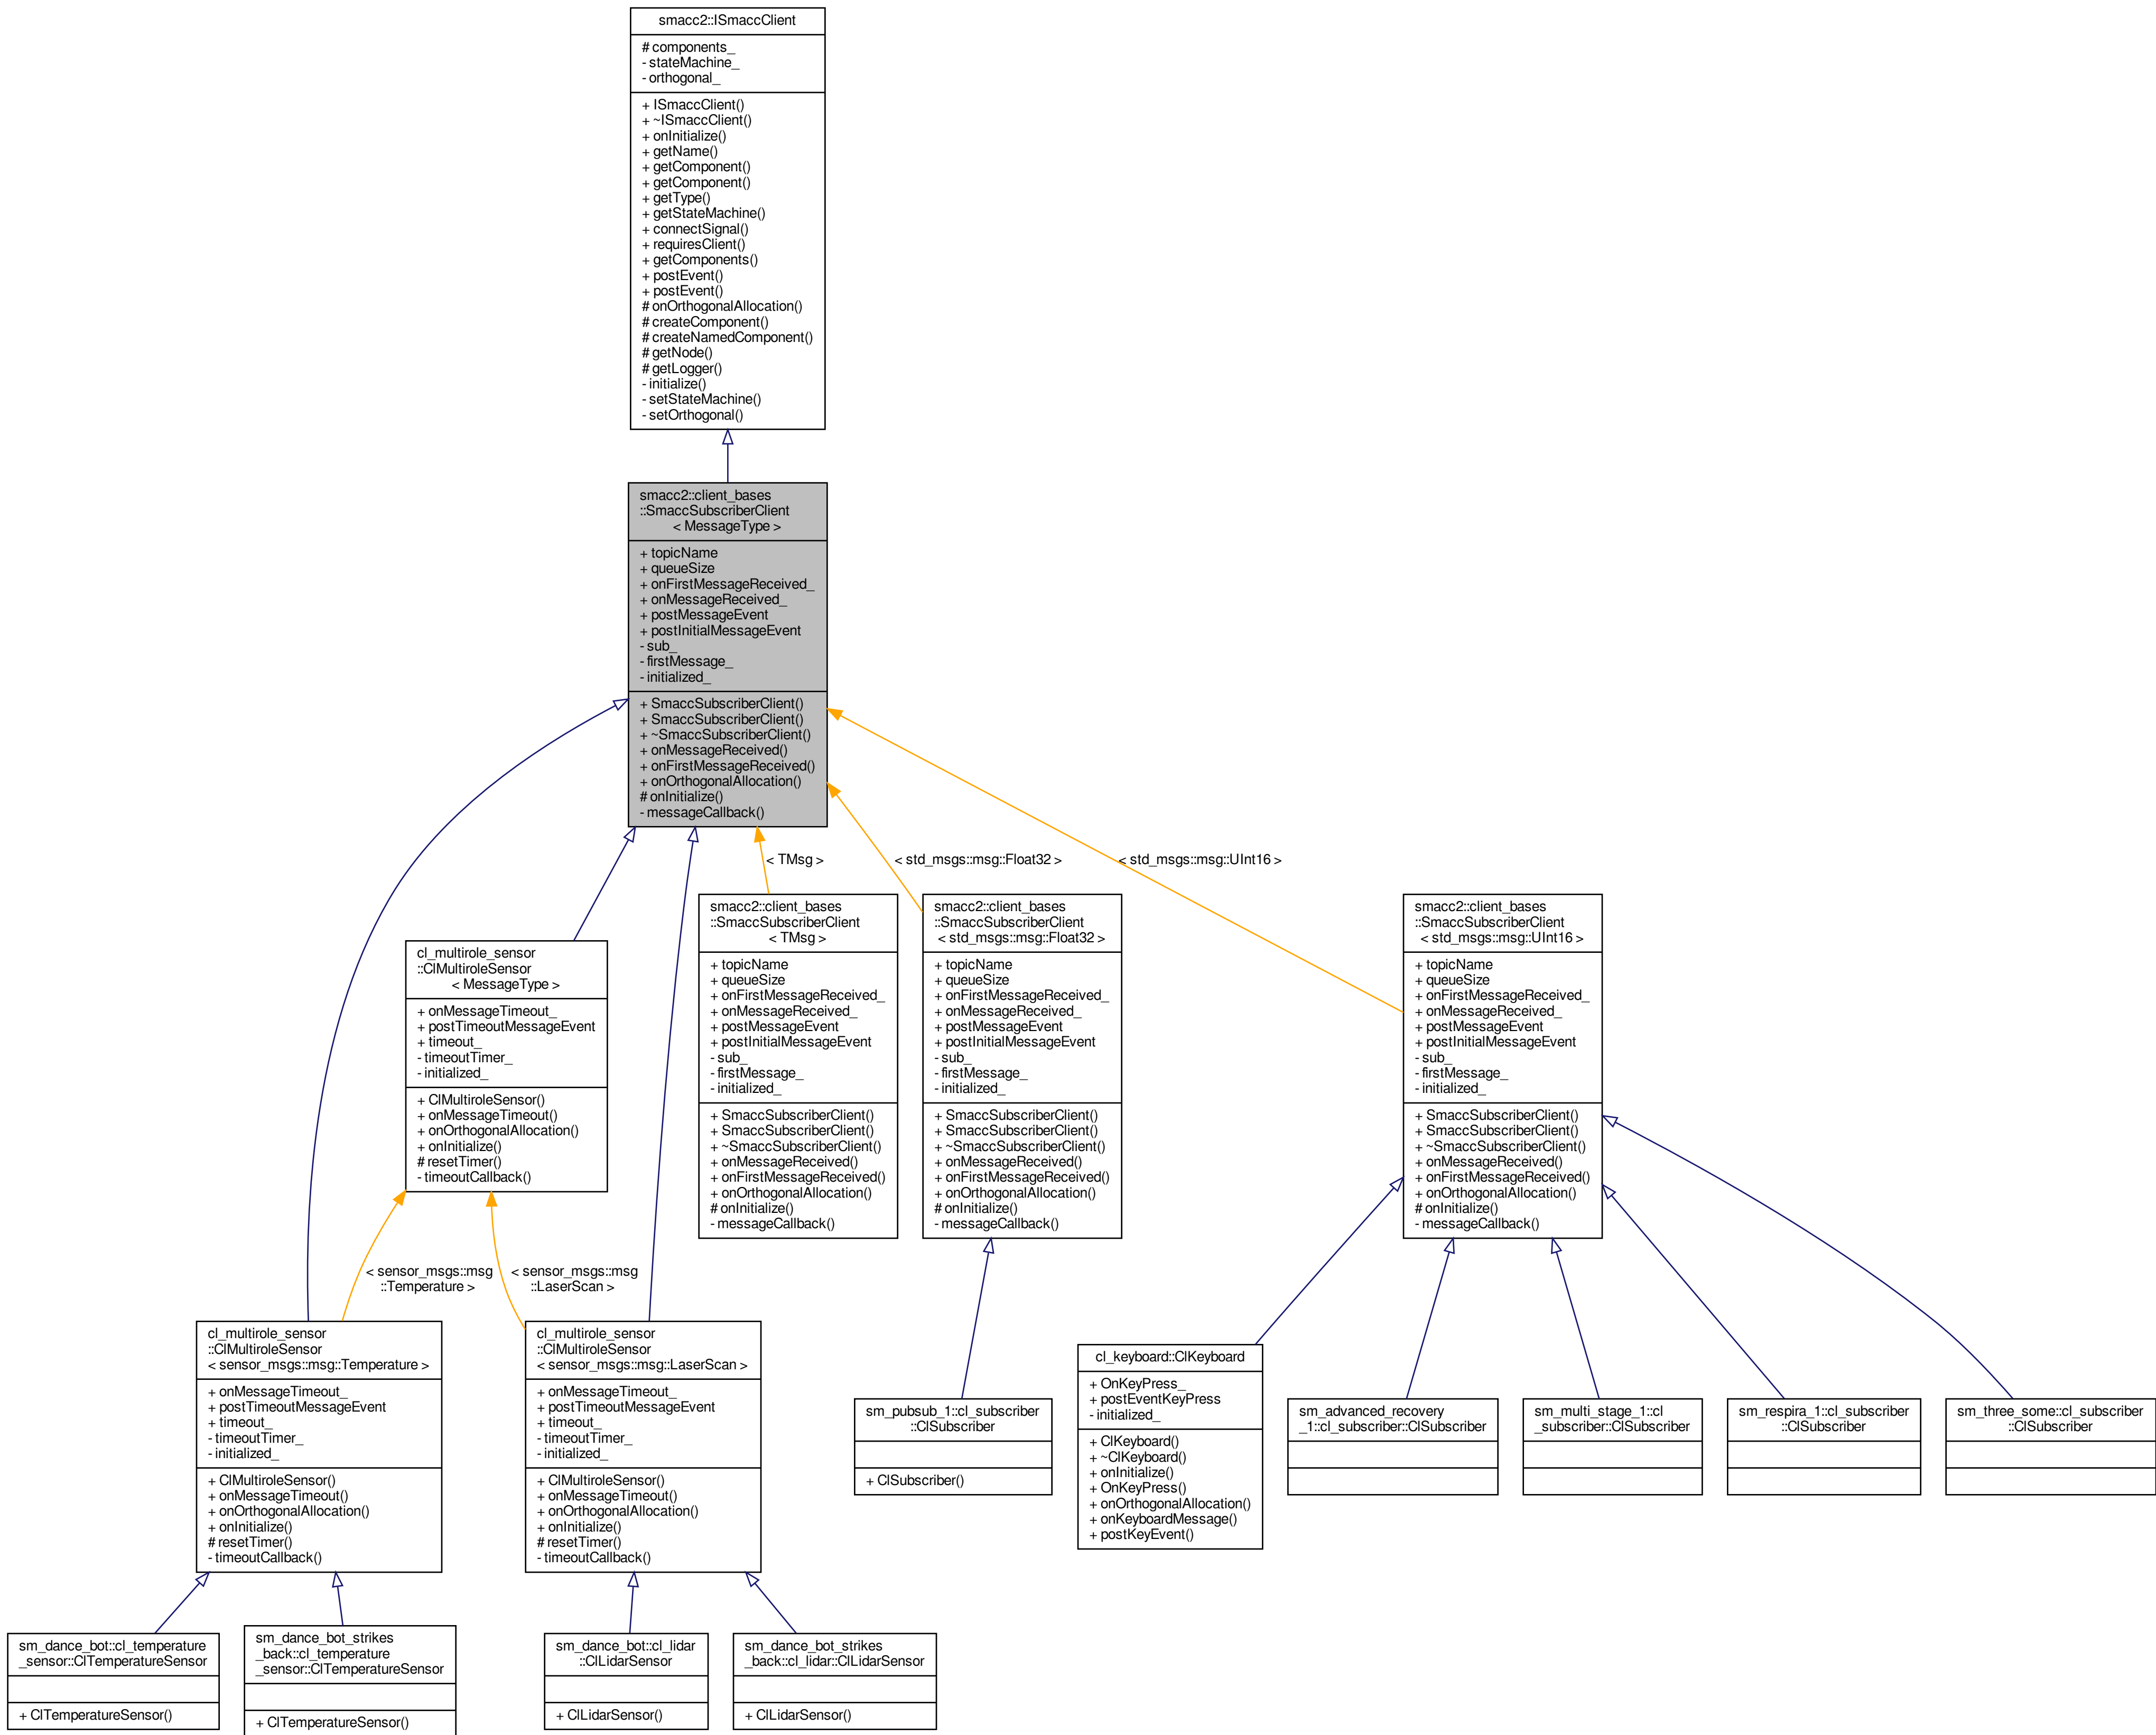 smacc2::ISmaccClient
# components_
- stateMachine_
- orthogonal_
+ ISmaccClient()
+ ~ISmaccClient()
+ onInitialize()
+ getName()
+ getComponent()
+ getComponent()
+ getType()
+ getStateMachine()
+ connectSignal()
+ requiresClient()
+ getComponents()
+ postEvent()
+ postEvent()
# onOrthogonalAllocation()
# createComponent()
# createNamedComponent()
# getNode()
# getLogger()
- initialize()
- setStateMachine()
- setOrthogonal()
smacc2::client_bases
::SmaccSubscriberClient
< MessageType >
+ topicName
+ queueSize
+ onFirstMessageReceived_
+ onMessageReceived_
+ postMessageEvent
+ postInitialMessageEvent
- sub_
- firstMessage_
- initialized_
+ SmaccSubscriberClient()
+ SmaccSubscriberClient()
+ ~SmaccSubscriberClient()
+ onMessageReceived()
+ onFirstMessageReceived()
+ onOrthogonalAllocation()
# onInitialize()
- messageCallback()
< TMsg >
< std_msgs::msg::Float32 >
< std_msgs::msg::UInt16 >
cl_multirole_sensor
::ClMultiroleSensor
< MessageType >
+ onMessageTimeout_
+ postTimeoutMessageEvent
+ timeout_
- timeoutTimer_
- initialized_
+ ClMultiroleSensor()
+ onMessageTimeout()
+ onOrthogonalAllocation()
+ onInitialize()
# resetTimer()
- timeoutCallback()
smacc2::client_bases
::SmaccSubscriberClient
< TMsg >
+ topicName
+ queueSize
+ onFirstMessageReceived_
+ onMessageReceived_
+ postMessageEvent
+ postInitialMessageEvent
- sub_
- firstMessage_
- initialized_
+ SmaccSubscriberClient()
+ SmaccSubscriberClient()
+ ~SmaccSubscriberClient()
+ onMessageReceived()
+ onFirstMessageReceived()
+ onOrthogonalAllocation()
# onInitialize()
- messageCallback()
smacc2::client_bases
::SmaccSubscriberClient
< std_msgs::msg::Float32 >
+ topicName
+ queueSize
+ onFirstMessageReceived_
+ onMessageReceived_
+ postMessageEvent
+ postInitialMessageEvent
- sub_
- firstMessage_
- initialized_
+ SmaccSubscriberClient()
+ SmaccSubscriberClient()
+ ~SmaccSubscriberClient()
+ onMessageReceived()
+ onFirstMessageReceived()
+ onOrthogonalAllocation()
# onInitialize()
- messageCallback()
smacc2::client_bases
::SmaccSubscriberClient
< std_msgs::msg::UInt16 >
+ topicName
+ queueSize
+ onFirstMessageReceived_
+ onMessageReceived_
+ postMessageEvent
+ postInitialMessageEvent
- sub_
- firstMessage_
- initialized_
+ SmaccSubscriberClient()
+ SmaccSubscriberClient()
+ ~SmaccSubscriberClient()
+ onMessageReceived()
+ onFirstMessageReceived()
+ onOrthogonalAllocation()
# onInitialize()
- messageCallback()
< sensor_msgs::msg
::Temperature >
< sensor_msgs::msg
::LaserScan >
cl_multirole_sensor
::ClMultiroleSensor
< sensor_msgs::msg::Temperature >
+ onMessageTimeout_
+ postTimeoutMessageEvent
+ timeout_
- timeoutTimer_
- initialized_
+ ClMultiroleSensor()
+ onMessageTimeout()
+ onOrthogonalAllocation()
+ onInitialize()
# resetTimer()
- timeoutCallback()
cl_multirole_sensor
::ClMultiroleSensor
< sensor_msgs::msg::LaserScan >
+ onMessageTimeout_
+ postTimeoutMessageEvent
+ timeout_
- timeoutTimer_
- initialized_
+ ClMultiroleSensor()
+ onMessageTimeout()
+ onOrthogonalAllocation()
+ onInitialize()
# resetTimer()
- timeoutCallback()
sm_pubsub_1::cl_subscriber
::ClSubscriber
+ ClSubscriber()
cl_keyboard::ClKeyboard
+ OnKeyPress_
+ postEventKeyPress
- initialized_
+ ClKeyboard()
+ ~ClKeyboard()
+ onInitialize()
+ OnKeyPress()
+ onOrthogonalAllocation()
+ onKeyboardMessage()
+ postKeyEvent()
sm_advanced_recovery
_1::cl_subscriber::ClSubscriber
sm_multi_stage_1::cl
_subscriber::ClSubscriber
sm_respira_1::cl_subscriber
::ClSubscriber
sm_three_some::cl_subscriber
::ClSubscriber
sm_dance_bot::cl_temperature
_sensor::ClTemperatureSensor
+ ClTemperatureSensor()
sm_dance_bot_strikes
_back::cl_temperature
_sensor::ClTemperatureSensor
+ ClTemperatureSensor()
sm_dance_bot::cl_lidar
::ClLidarSensor
+ ClLidarSensor()
sm_dance_bot_strikes
_back::cl_lidar::ClLidarSensor
+ ClLidarSensor()